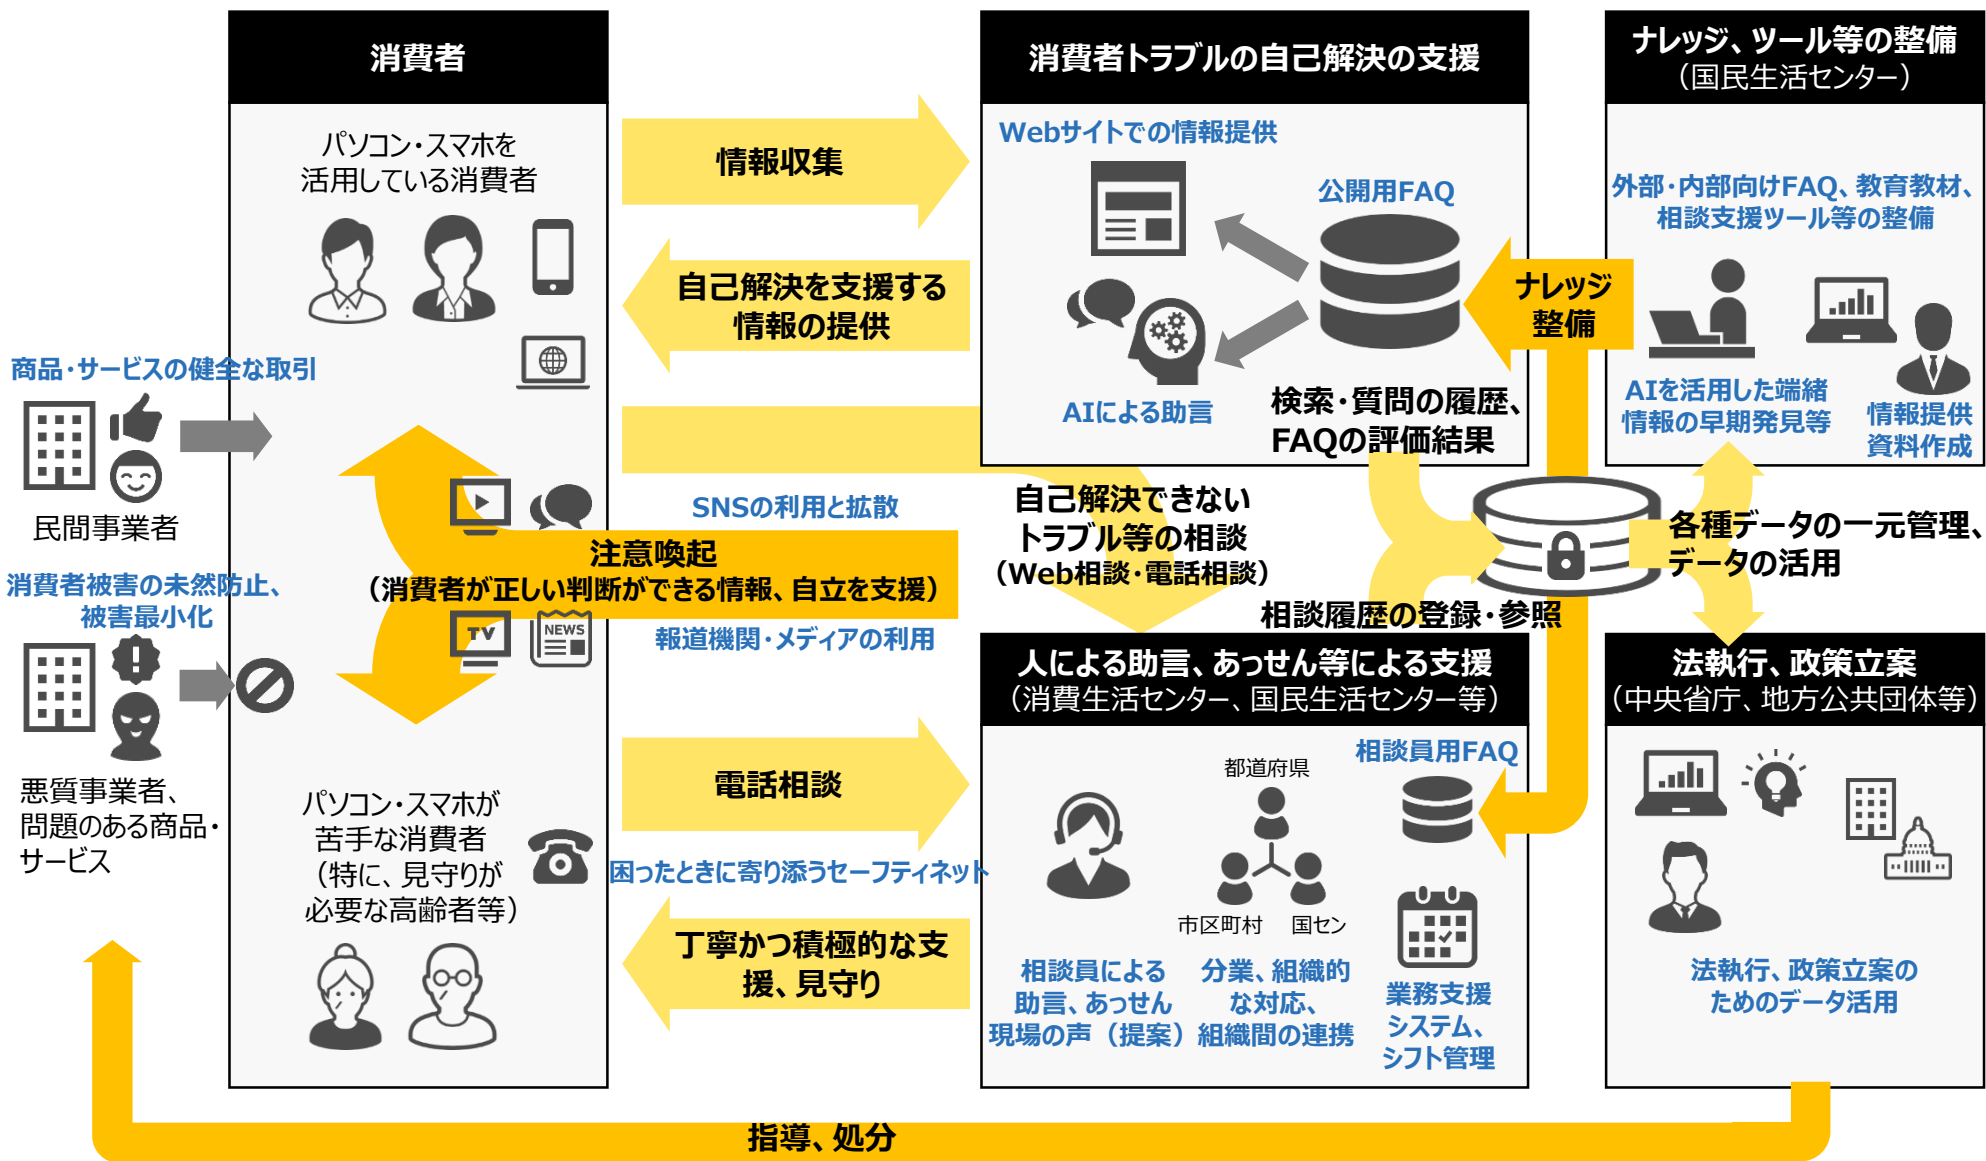 消費者
パソコン・スマホを
活用している消費者
商品・サービスの健全な取引
民間事業者
消費者被害の未然防止、
被害最小化
悪質事業者、
問題のある商品・
サービス
パソコン・スマホが
苦手な消費者
（特に、見守りが
必要な高齢者等）
情報収集
自己解決を支援する
情報の提供
SNSの利用と拡散
注意喚起
（消費者が正しい判断ができる情報、自立を支援）
TV
NEWS
報道機関・メディアの利用
電話相談
困ったときに寄り添うセーフティネット
丁寧かつ積極的な支
援、見守り
消費者トラブルの自己解決の支援
Webサイトでの情報提供
公開用FAQ
AIによる助言
検索・質問の履歴、
FAQの評価結果
自己解決できない
トラブル等の相談
（Web相談・電話相談）
相談履歴の登録・参照
人による助言、あっせん等による支援
（消費生活センター、国民生活センター等）
相談員用FAQ
都道府県
市区町村
国セン
相談員による
助言、あっせん
現場の声（提案）
分業、組織的
な対応、
組織間の連携
業務支援
システム、
シフト管理
ナレッジ、ツール等の整備
（国民生活センター）
外部・内部向けFAQ、教育教材、
相談支援ツール等の整備
ナレッジ
整備
AIを活用した端緒
情報の早期発見等
情報提供
資料作成
各種データの一元管理、
データの活用
法執行、政策立案
（中央省庁、地方公共団体等）
法執行、政策立案の
ためのデータ活用
指導、処分